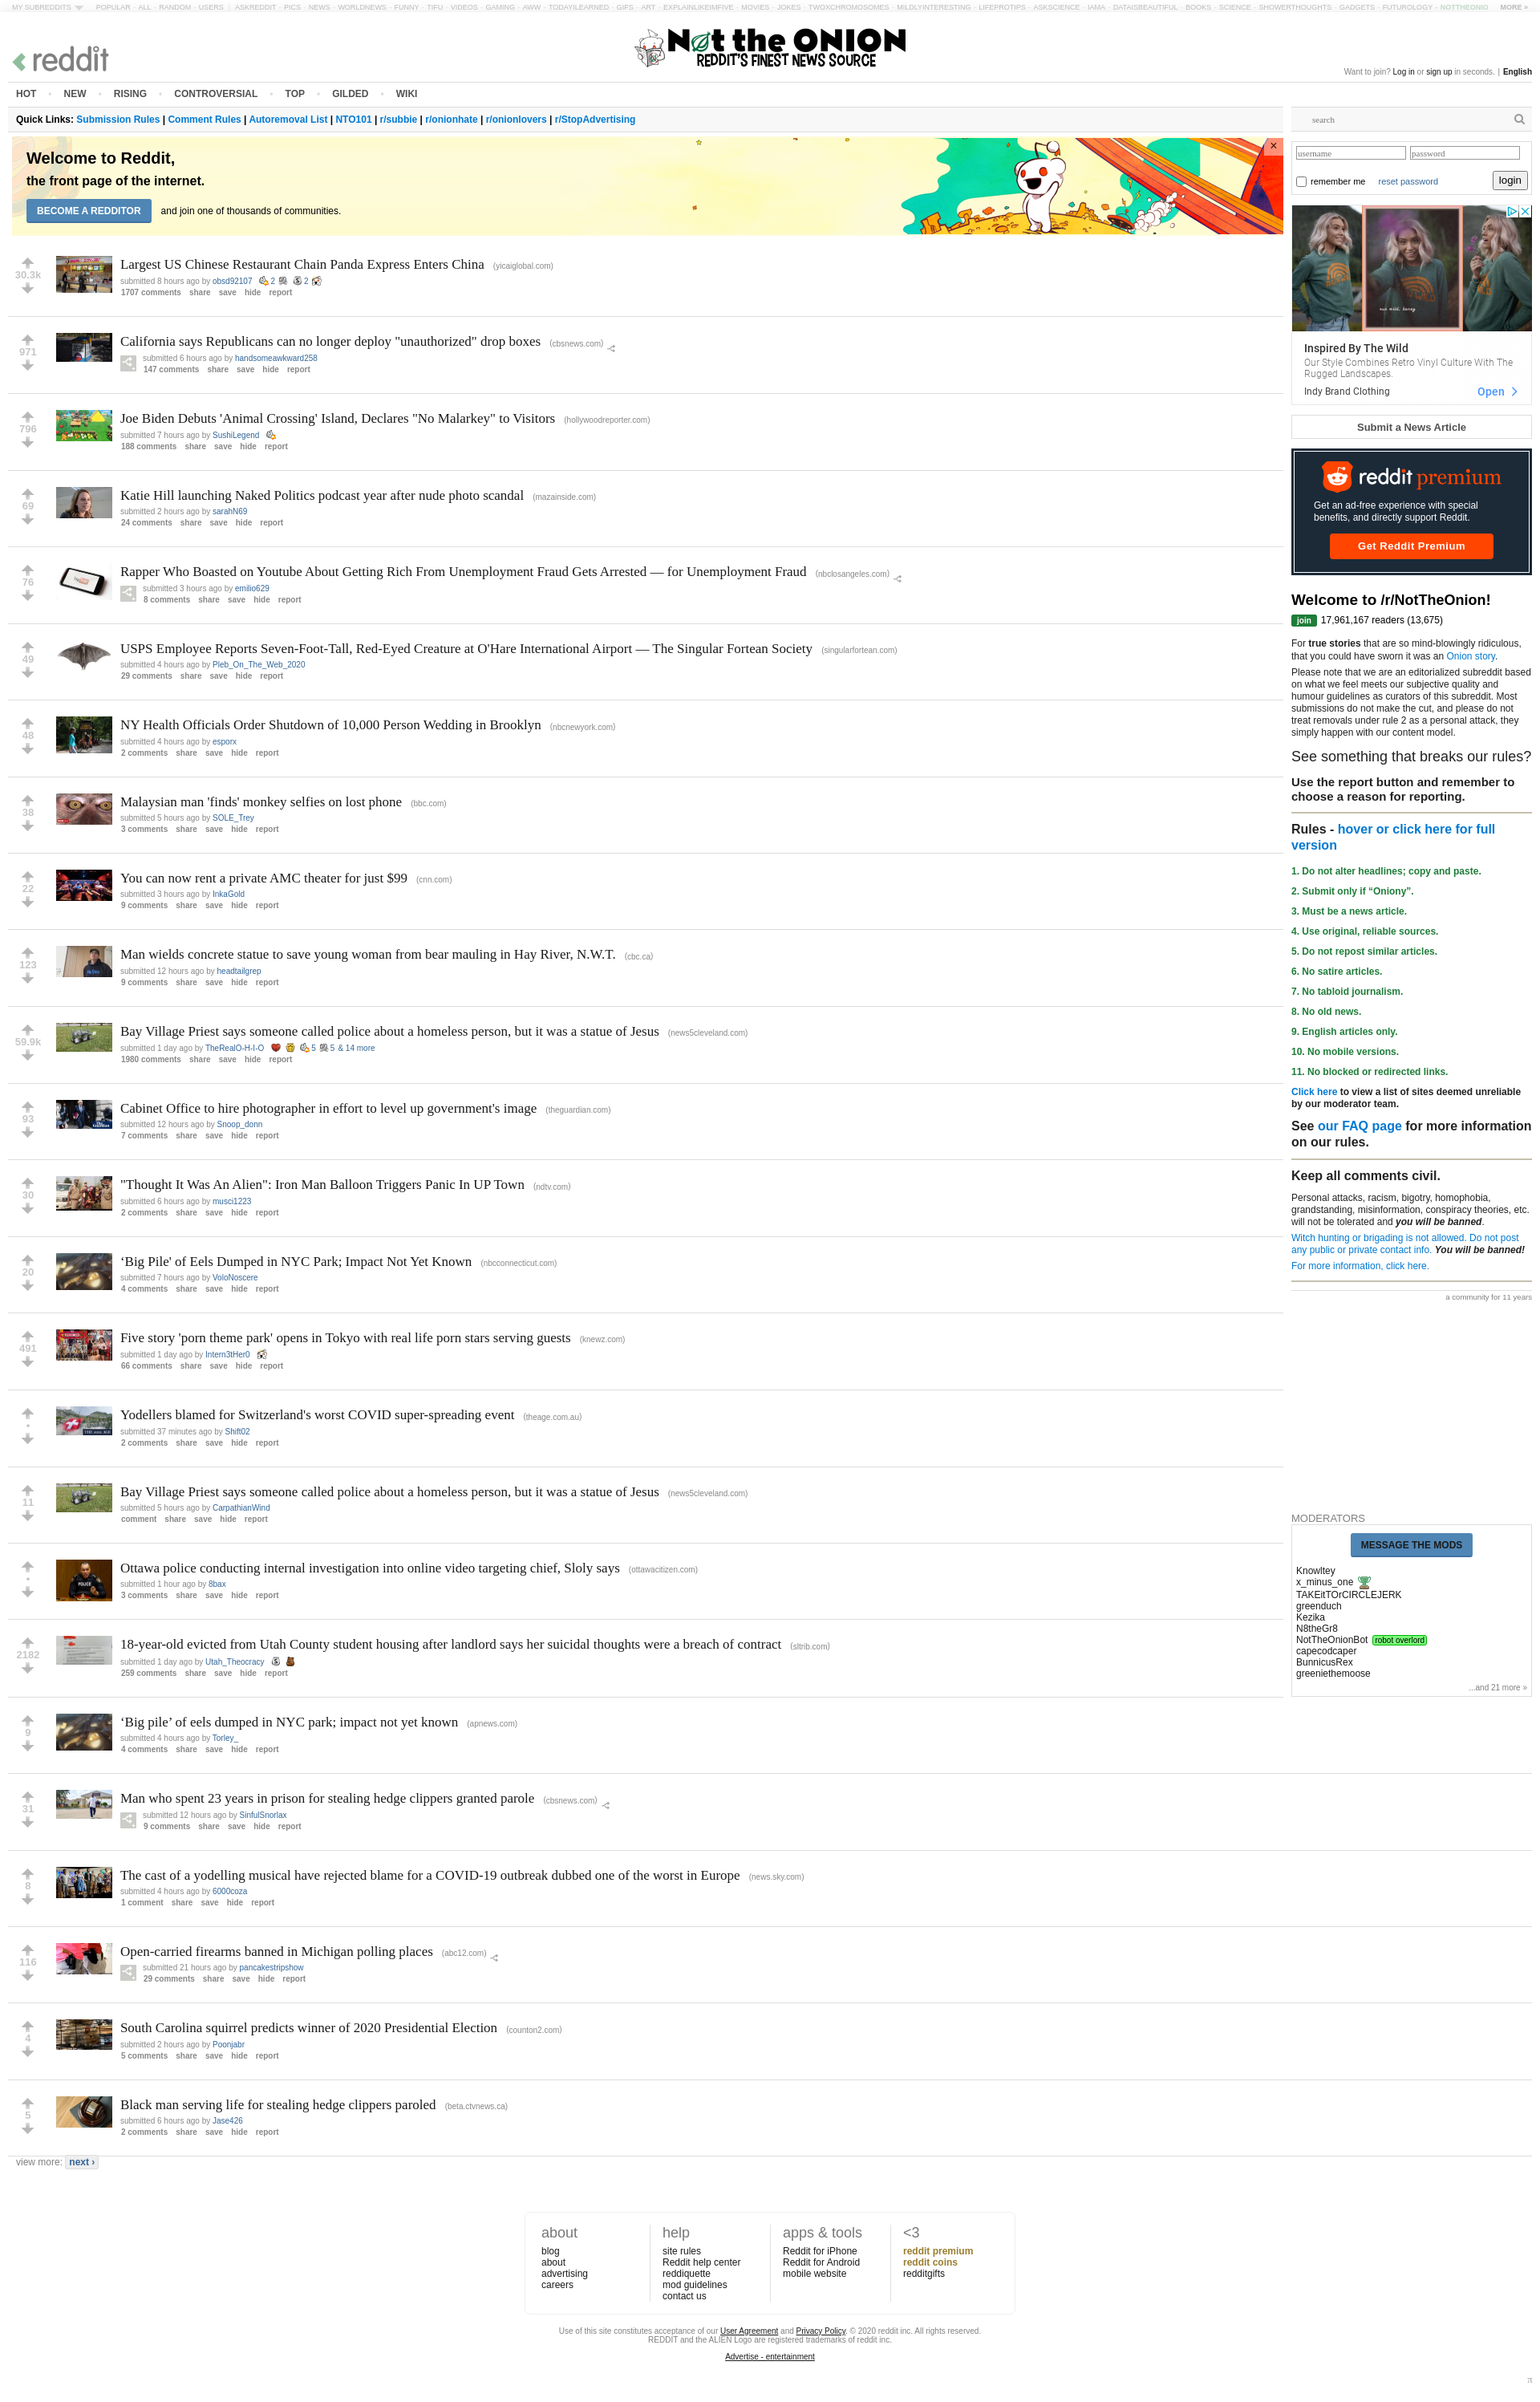 MY SUBREDDITS POPULAR - ALL - RANDOM - USERS | ASKREDDIT - PICS - NEWS - WORLDNEWS - FUNNY - TIFU - VIDEOS - GAMING - AWW - TODAYILEARNED - GIFS - ART - EXPLAINLIKEIMFIVE - MOVIES - JOKES - TWOXCHROMOSOMES - MILDLYINTERESTING - LIFEPROTIPS - ASKSCIENCE - IAMA - DATAISBEAUTIFUL - BOOKS - SCIENCE - SHOWERTHOUGHTS - GADGETS - FUTUROLOGY - NOTTHEONIO MORE »
reddit
Not the ONION
REDDIT'S FINEST NEWS SOURCE
Want to join? Log in or sign up in seconds. | English
HOT • NEW • RISING • CONTROVERSIAL • TOP • GILDED • WIKI
Quick Links: Submission Rules | Comment Rules | Autoremoval List | NTO101 | r/subbie | r/onionhate | r/onionlovers | r/StopAdvertising
Welcome to Reddit,
the front page of the internet.
BECOME A REDDITOR and join one of thousands of communities.
×
30.3k
Largest US Chinese Restaurant Chain Panda Express Enters China (yicaiglobal.com)
submitted 8 hours ago by obsd92107 2 2
1707 comments share save hide report
971
California says Republicans can no longer deploy "unauthorized" drop boxes (cbsnews.com)
submitted 6 hours ago by handsomeawkward258
147 comments share save hide report
796
Joe Biden Debuts 'Animal Crossing' Island, Declares "No Malarkey" to Visitors (hollywoodreporter.com)
submitted 7 hours ago by SushiLegend
188 comments share save hide report
69
Katie Hill launching Naked Politics podcast year after nude photo scandal (mazainside.com)
submitted 2 hours ago by sarahN69
24 comments share save hide report
76
Rapper Who Boasted on Youtube About Getting Rich From Unemployment Fraud Gets Arrested — for Unemployment Fraud (nbclosangeles.com)
submitted 3 hours ago by emilio629
8 comments share save hide report
49
USPS Employee Reports Seven-Foot-Tall, Red-Eyed Creature at O'Hare International Airport — The Singular Fortean Society (singularfortean.com)
submitted 4 hours ago by Pleb_On_The_Web_2020
29 comments share save hide report
48
NY Health Officials Order Shutdown of 10,000 Person Wedding in Brooklyn (nbcnewyork.com)
submitted 4 hours ago by esporx
2 comments share save hide report
38
Malaysian man 'finds' monkey selfies on lost phone (bbc.com)
submitted 5 hours ago by SOLE_Trey
3 comments share save hide report
22
You can now rent a private AMC theater for just $99 (cnn.com)
submitted 3 hours ago by InkaGold
9 comments share save hide report
123
Man wields concrete statue to save young woman from bear mauling in Hay River, N.W.T. (cbc.ca)
submitted 12 hours ago by headtailgrep
9 comments share save hide report
59.9k
Bay Village Priest says someone called police about a homeless person, but it was a statue of Jesus (news5cleveland.com)
submitted 1 day ago by TheRealO-H-I-O 5 5 & 14 more
1980 comments share save hide report
93
Cabinet Office to hire photographer in effort to level up government's image (theguardian.com)
submitted 12 hours ago by Snoop_donn
7 comments share save hide report
30
"Thought It Was An Alien": Iron Man Balloon Triggers Panic In UP Town (ndtv.com)
submitted 6 hours ago by musci1223
2 comments share save hide report
20
‘Big Pile' of Eels Dumped in NYC Park; Impact Not Yet Known (nbcconnecticut.com)
submitted 7 hours ago by VoloNoscere
4 comments share save hide report
491
Five story 'porn theme park' opens in Tokyo with real life porn stars serving guests (knewz.com)
submitted 1 day ago by Intern3tHer0
66 comments share save hide report
•
Yodellers blamed for Switzerland's worst COVID super-spreading event (theage.com.au)
submitted 37 minutes ago by Shift02
2 comments share save hide report
11
Bay Village Priest says someone called police about a homeless person, but it was a statue of Jesus (news5cleveland.com)
submitted 5 hours ago by CarpathianWind
comment share save hide report
•
Ottawa police conducting internal investigation into online video targeting chief, Sloly says (ottawacitizen.com)
submitted 1 hour ago by 8bax
3 comments share save hide report
2182
18-year-old evicted from Utah County student housing after landlord says her suicidal thoughts were a breach of contract (sltrib.com)
submitted 1 day ago by Utah_Theocracy
259 comments share save hide report
9
‘Big pile’ of eels dumped in NYC park; impact not yet known (apnews.com)
submitted 4 hours ago by Torley_
4 comments share save hide report
31
Man who spent 23 years in prison for stealing hedge clippers granted parole (cbsnews.com)
submitted 12 hours ago by SinfulSnorlax
9 comments share save hide report
8
The cast of a yodelling musical have rejected blame for a COVID-19 outbreak dubbed one of the worst in Europe (news.sky.com)
submitted 4 hours ago by 6000coza
1 comment share save hide report
116
Open-carried firearms banned in Michigan polling places (abc12.com)
submitted 21 hours ago by pancakestripshow
29 comments share save hide report
4
South Carolina squirrel predicts winner of 2020 Presidential Election (counton2.com)
submitted 2 hours ago by Poonjabr
5 comments share save hide report
5
Black man serving life for stealing hedge clippers paroled (beta.ctvnews.ca)
submitted 6 hours ago by Jase426
2 comments share save hide report
view more: next ›
search
username password
remember me reset password login
Inspired By The Wild
Our Style Combines Retro Vinyl Culture With The
Rugged Landscapes.
Indy Brand Clothing Open
Submit a News Article
reddit premium
Get an ad-free experience with special
benefits, and directly support Reddit.
Get Reddit Premium
Welcome to /r/NotTheOnion!
join 17,961,167 readers (13,675)
For true stories that are so mind-blowingly ridiculous,
that you could have sworn it was an Onion story.
Please note that we are an editorialized subreddit based
on what we feel meets our subjective quality and
humour guidelines as curators of this subreddit. Most
submissions do not make the cut, and please do not
treat removals under rule 2 as a personal attack, they
simply happen with our content model.
See something that breaks our rules?
Use the report button and remember to
choose a reason for reporting.
Rules - hover or click here for full
version
1. Do not alter headlines; copy and paste.
2. Submit only if “Oniony”.
3. Must be a news article.
4. Use original, reliable sources.
5. Do not repost similar articles.
6. No satire articles.
7. No tabloid journalism.
8. No old news.
9. English articles only.
10. No mobile versions.
11. No blocked or redirected links.
Click here to view a list of sites deemed unreliable
by our moderator team.
See our FAQ page for more information
on our rules.
Keep all comments civil.
Personal attacks, racism, bigotry, homophobia,
grandstanding, misinformation, conspiracy theories, etc.
will not be tolerated and you will be banned.
Witch hunting or brigading is not allowed. Do not post
any public or private contact info. You will be banned!
For more information, click here.
a community for 11 years
MODERATORS
MESSAGE THE MODS
Knowltey
x_minus_one
TAKEitTOrCIRCLEJERK
greenduch
Kezika
N8theGr8
NotTheOnionBot robot overlord
capecodcaper
BunnicusRex
greeniethemoose
...and 21 more »
about
blog
about
advertising
careers
help
site rules
Reddit help center
reddiquette
mod guidelines
contact us
apps & tools
Reddit for iPhone
Reddit for Android
mobile website
<3
reddit premium
reddit coins
redditgifts
Use of this site constitutes acceptance of our User Agreement and Privacy Policy. © 2020 reddit inc. All rights reserved.
REDDIT and the ALIEN Logo are registered trademarks of reddit inc.
Advertise - entertainment
π